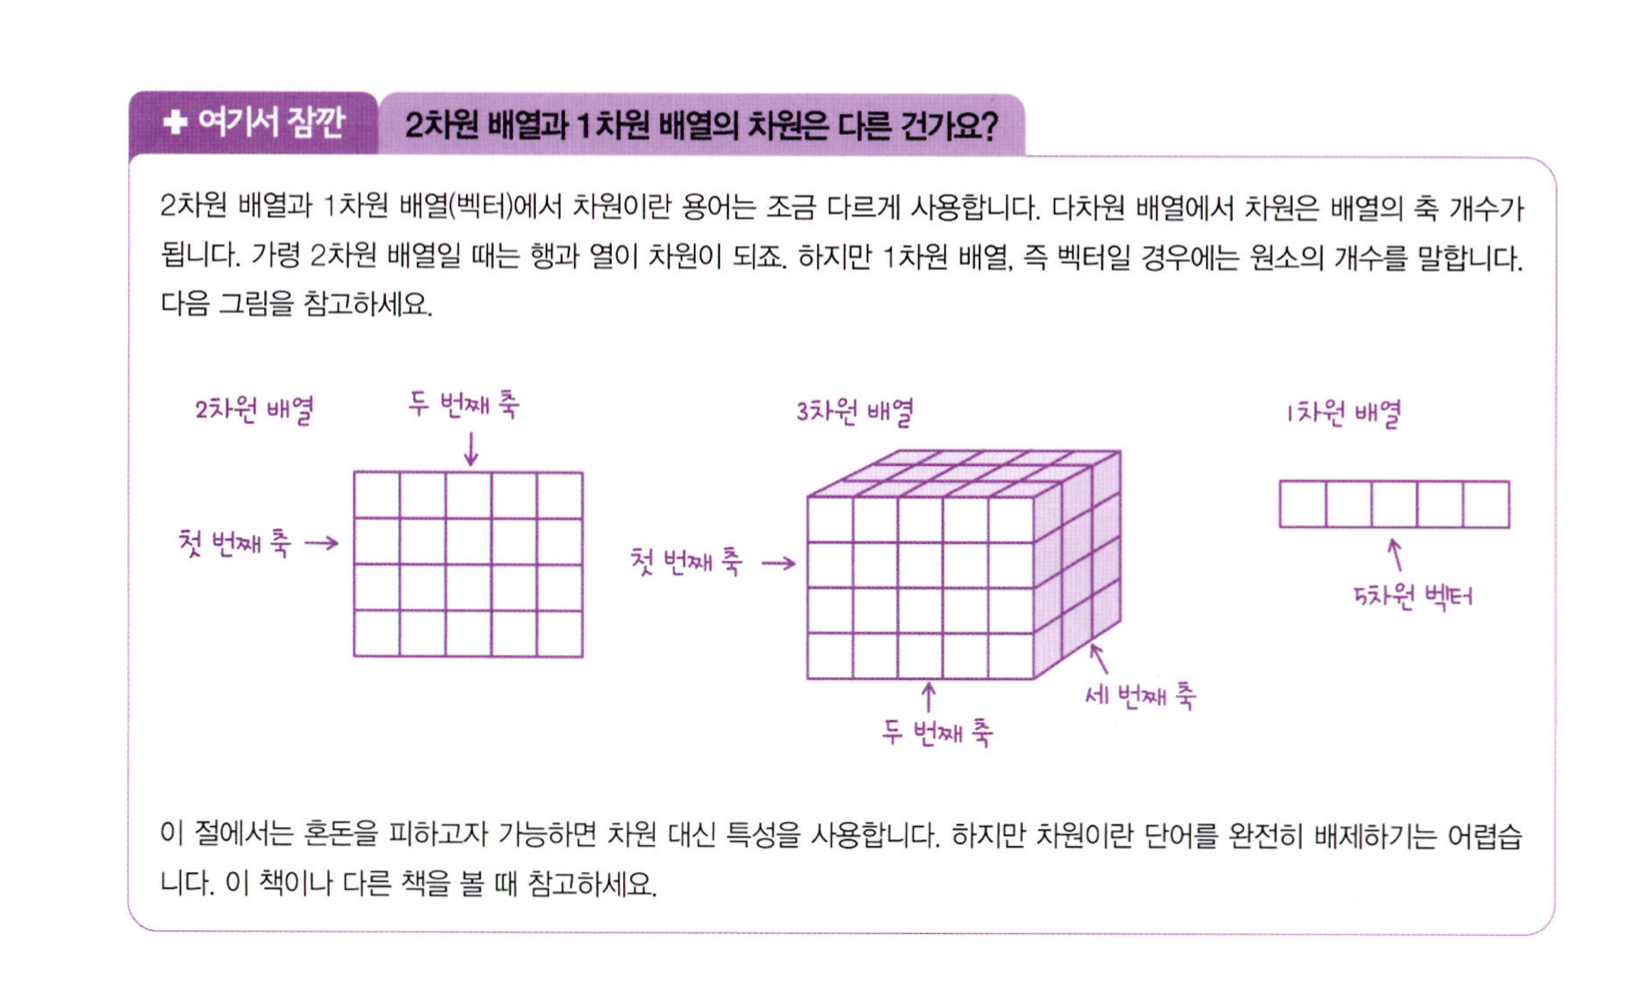 + 여기서 잠깐 2차원 배열과 1차원 배열의 차원은 다른 건가요?
2차원 배열과 1차원 배열(벡터)에서 차원이란 용어는 조금 다르게 사용합니다. 다차원 배열에서 차원은 배열의 축 개수가
됩니다. 가령 2차원 배열일 때는 행과 열이 차원이 되죠. 하지만 1차원 배열, 즉 벡터일 경우에는 원소의 개수를 말합니다.
다음 그림을 참고하세요.
2차원 배열
두 번째 축
첫 번째 축
3차원 배열
첫 번째 축
두 번째 축
세 번째 축
1차원 배열
5차원 벡터
이 절에서는 혼돈을 피하고자 가능하면 차원 대신 특성을 사용합니다. 하지만 차원이란 단어를 완전히 배제하기는 어렵습
니다. 이 책이나 다른 책을 볼 때 참고하세요.